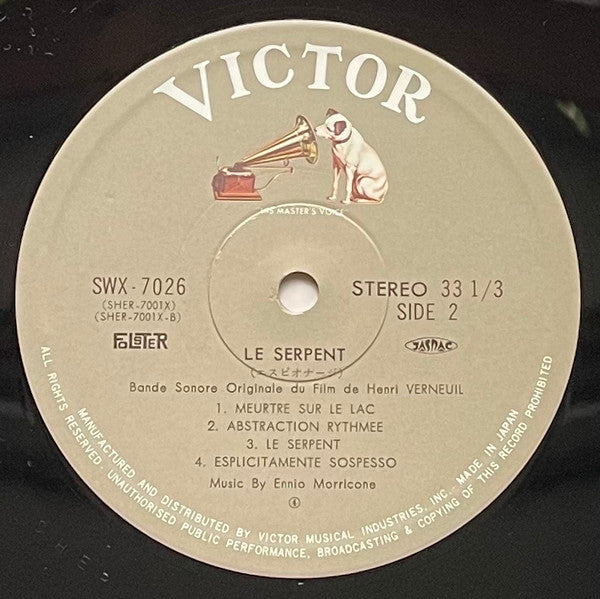 VICTOR
HIS MASTER'S VOICE
SWX-7026
(SHER-7001X)
(SHER-7001X-B)
FOLSTER
STEREO 33 1/3
SIDE 2
JASRAC
LE SERPENT
(エスピオナージ)
Bande Sonore Originale du Film de Henri VERNEUIL
1. MEURTRE SUR LE LAC
2. ABSTRACTION RYTHMEE
3. LE SERPENT
4. ESPLICITAMENTE SOSPESSO
Music By Ennio Morricone
④
MANUFACTURED AND DISTRIBUTED BY VICTOR MUSICAL INDUSTRIES, INC., MADE IN JAPAN
ALL RIGHTS RESERVED. UNAUTHORISED PUBLIC PERFORMANCE, BROADCASTING & COPYING OF THIS RECORD PROHIBITED